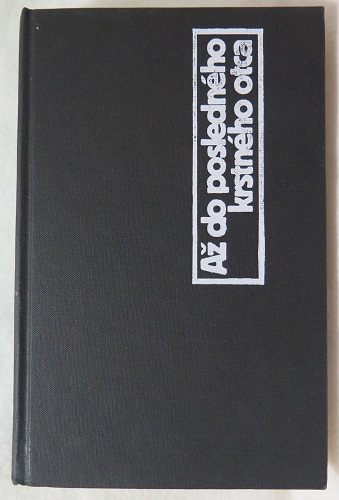 Až do posledného
krstného otca